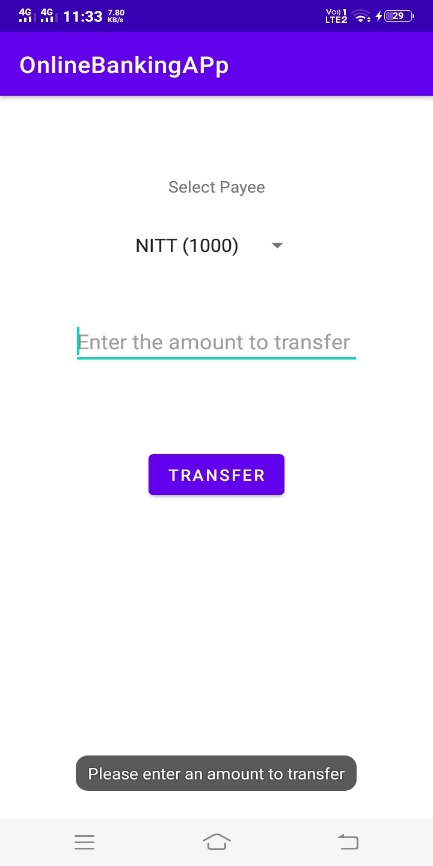 4G 4G 11:33 7.80 KB/s Vo)) 1 LTE2 29
OnlineBankingAPp
Select Payee
NITT (1000)
Enter the amount to transfer
TRANSFER
Please enter an amount to transfer